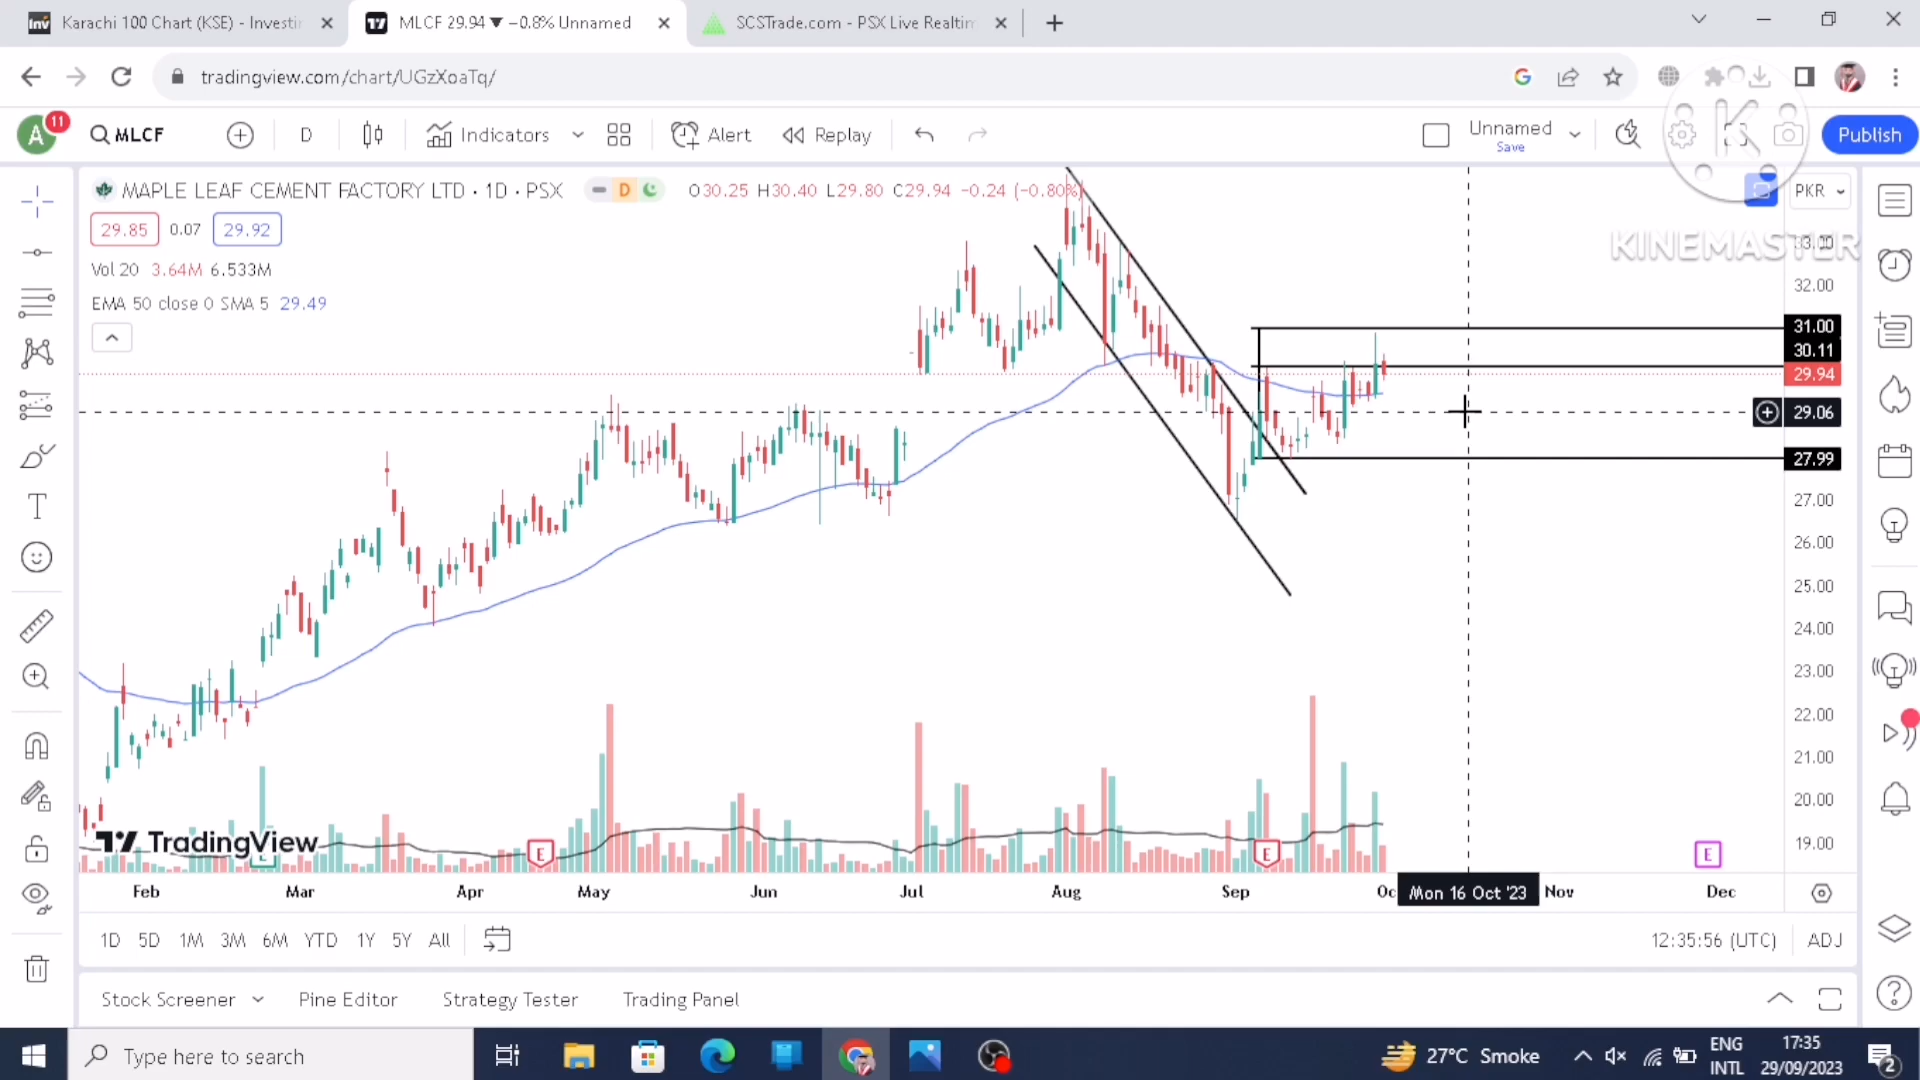 Karachi 100 Chart (KSE) - Investin
MLCF 29.94 ▼ −0.8% Unnamed
SCSTrade.com - PSX Live Realtim
tradingview.com/chart/UGzXoaTq/
A
11
MLCF
D
Indicators
Alert
Replay
Unnamed
Save
Publish
MAPLE LEAF CEMENT FACTORY LTD · 1D · PSX
D
O30.25 H30.40 L29.80 C29.94 −0.24 (−0.80%)
PKR
29.85
0.07
29.92
KINEMASTER
Vol 20 3.64M 6.533M
EMA 50 close 0 SMA 5 29.49
33.00
32.00
31.00
30.11
29.94
29.06
27.99
27.00
26.00
25.00
24.00
23.00
22.00
21.00
20.00
19.00
TradingView
E
E
E
E
Feb
Mar
Apr
May
Jun
Jul
Aug
Sep
Oc
Mon 16 Oct '23
Nov
Dec
1D 5D 1M 3M 6M YTD 1Y 5Y All
12:35:56 (UTC)
ADJ
Stock Screener
Pine Editor
Strategy Tester
Trading Panel
Type here to search
27°C Smoke
ENG
INTL
17:35
29/09/2023
2